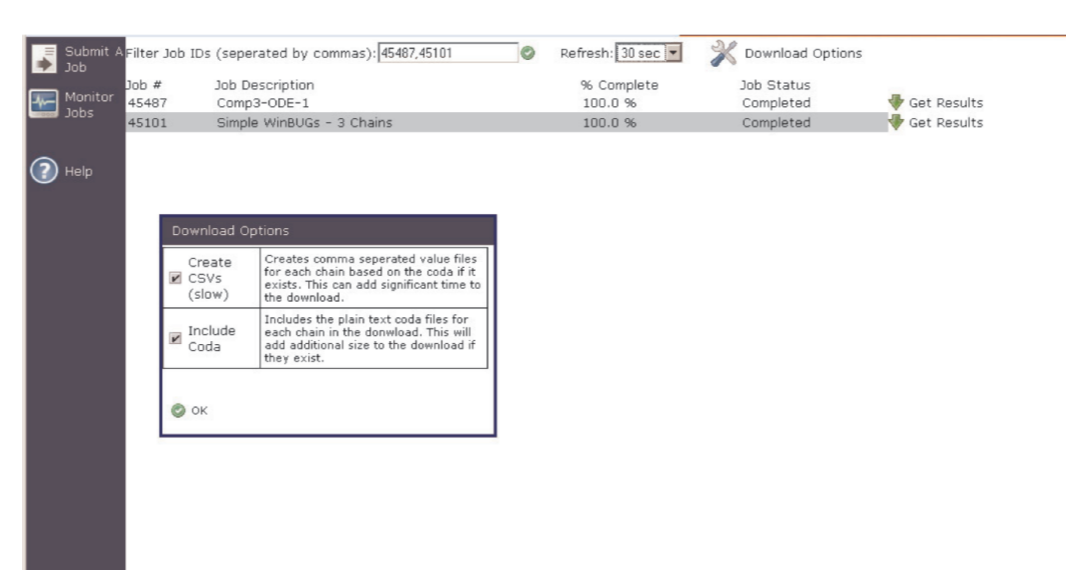 Submit A
Job
Monitor
Jobs
Help
Filter Job IDs (seperated by commas): 45487,45101
Refresh: 30 sec
Download Options
Job # Job Description % Complete Job Status
45487 Comp3-ODE-1 100.0 % Completed Get Results
45101 Simple WinBUGs - 3 Chains 100.0 % Completed Get Results
Download Options
Create
CSVs
(slow)
Creates comma seperated value files
for each chain based on the coda if it
exists. This can add significant time to
the download.
Include
Coda
Includes the plain text coda files for
each chain in the donwload. This will
add additional size to the download if
they exist.
OK